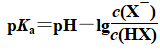 pKₐ=pH−lg c(X⁻)/c(HX)